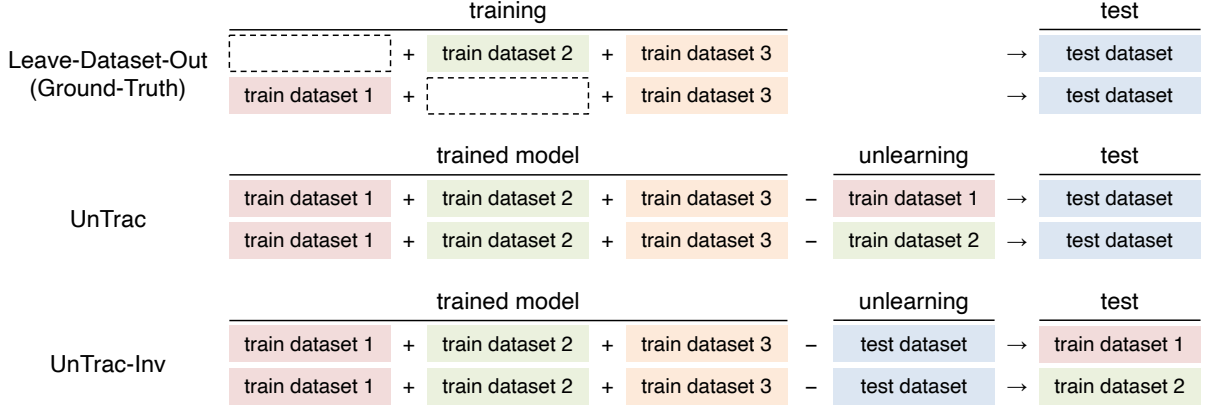 training test
Leave-Dataset-Out
(Ground-Truth)
+ train dataset 2 + train dataset 3 → test dataset
train dataset 1 + + train dataset 3 → test dataset
trained model unlearning test
UnTrac
train dataset 1 + train dataset 2 + train dataset 3 − train dataset 1 → test dataset
train dataset 1 + train dataset 2 + train dataset 3 − train dataset 2 → test dataset
trained model unlearning test
UnTrac-Inv
train dataset 1 + train dataset 2 + train dataset 3 − test dataset → train dataset 1
train dataset 1 + train dataset 2 + train dataset 3 − test dataset → train dataset 2